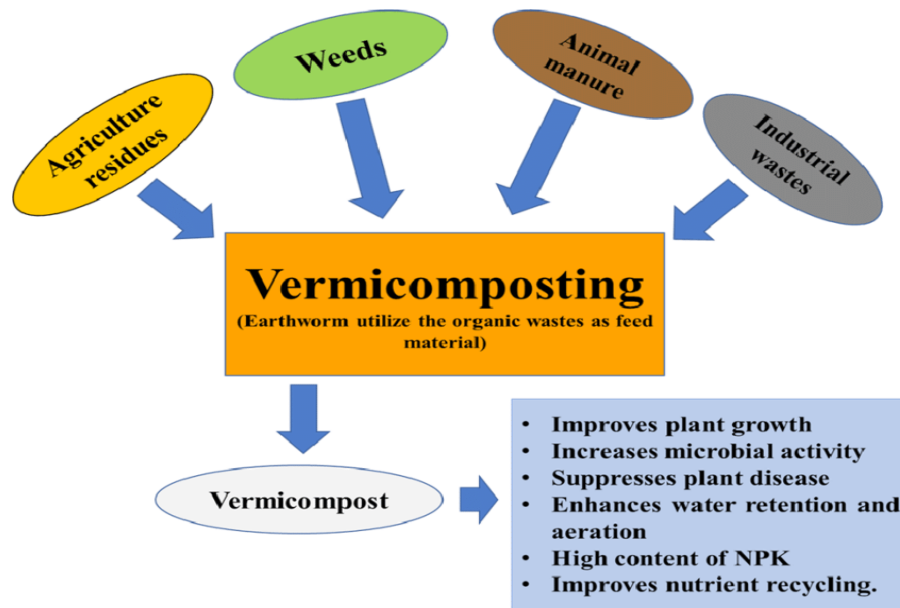 Agriculture
residues
Weeds
Animal
manure
Industrial
wastes
Vermicomposting
(Earthworm utilize the organic wastes as feed
material)
Vermicompost
• Improves plant growth
• Increases microbial activity
• Suppresses plant disease
• Enhances water retention and
aeration
• High content of NPK
• Improves nutrient recycling.